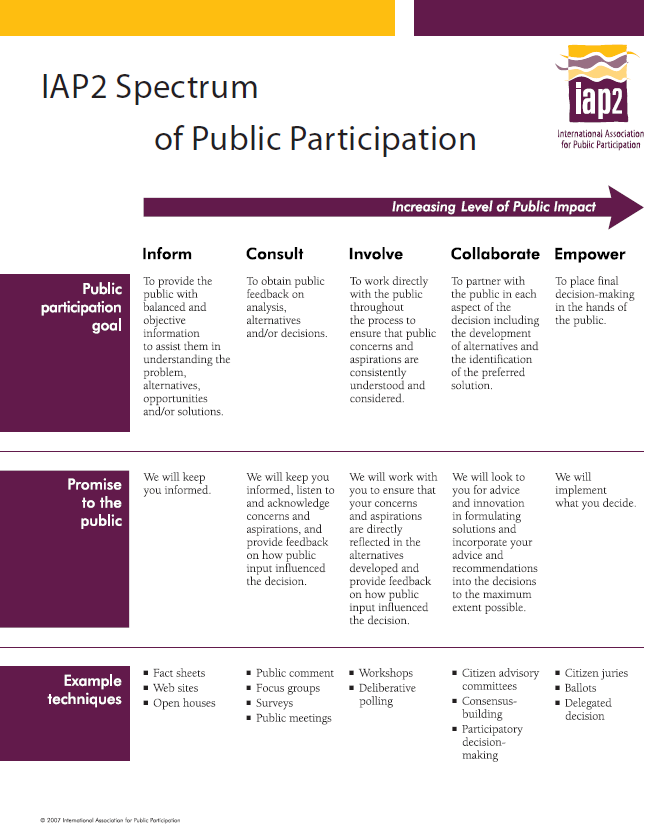 IAP2 Spectrum
of Public Participation
iap2
International Association
for Public Participation
Increasing Level of Public Impact
Inform
Consult
Involve
Collaborate
Empower
Public
participation
goal
To provide the
public with
balanced and
objective
information
to assist them in
understanding the
problem,
alternatives,
opportunities
and/or solutions.
To obtain public
feedback on
analysis,
alternatives
and/or decisions.
To work directly
with the public
throughout
the process to
ensure that public
concerns and
aspirations are
consistently
understood and
considered.
To partner with
the public in each
aspect of the
decision including
the development
of alternatives and
the identification
of the preferred
solution.
To place final
decision-making
in the hands of
the public.
Promise
to the
public
We will keep
you informed.
We will keep you
informed, listen to
and acknowledge
concerns and
aspirations, and
provide feedback
on how public
input influenced
the decision.
We will work with
you to ensure that
your concerns
and aspirations
are directly
reflected in the
alternatives
developed and
provide feedback
on how public
input influenced
the decision.
We will look to
you for advice
and innovation
in formulating
solutions and
incorporate your
advice and
recommendations
into the decisions
to the maximum
extent possible.
We will
implement
what you decide.
Example
techniques
▪ Fact sheets
▪ Web sites
▪ Open houses
▪ Public comment
▪ Focus groups
▪ Surveys
▪ Public meetings
▪ Workshops
▪ Deliberative
polling
▪ Citizen advisory
committees
▪ Consensus-
building
▪ Participatory
decision-
making
▪ Citizen juries
▪ Ballots
▪ Delegated
decision
© 2007 International Association for Public Participation